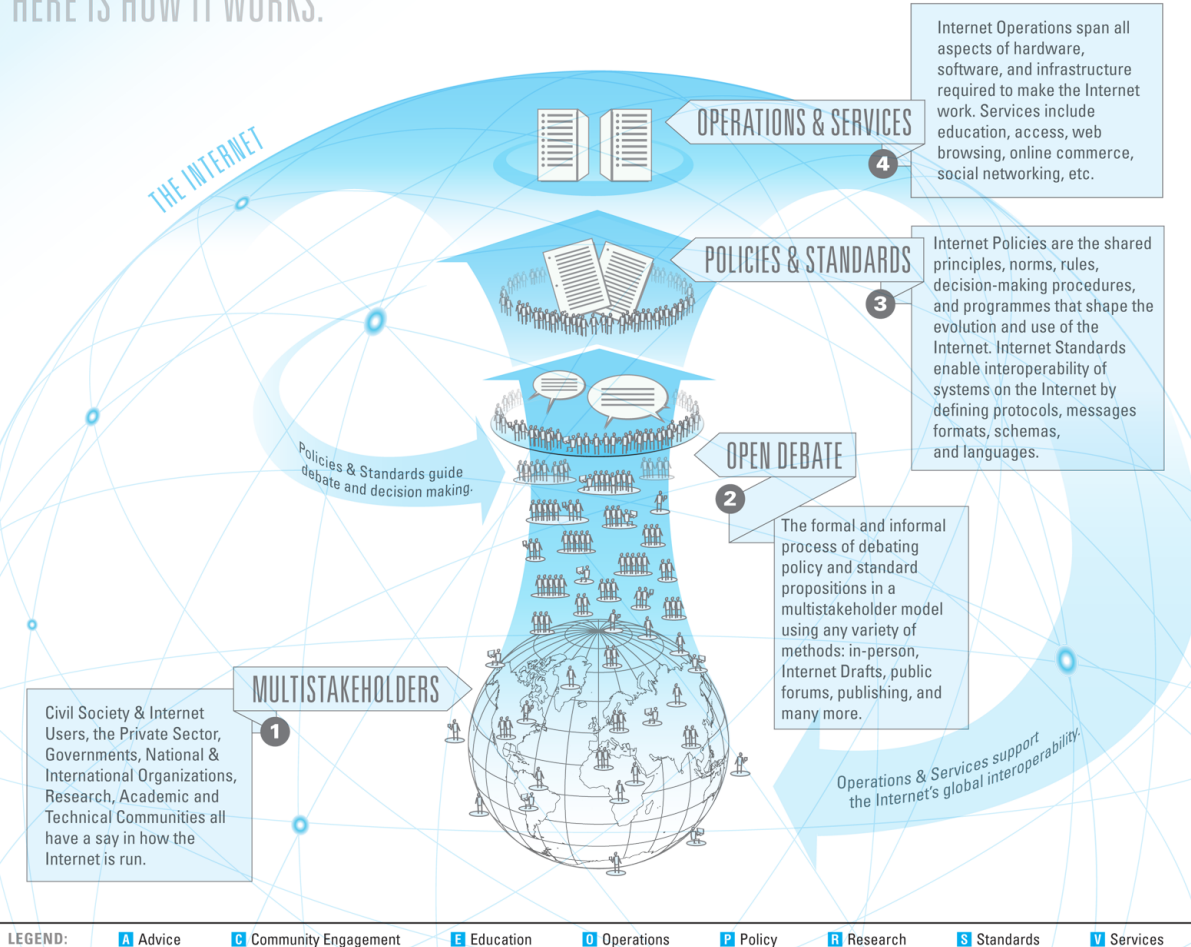 HERE IS HOW IT WORKS.
THE INTERNET
OPERATIONS & SERVICES
4
Internet Operations span all
aspects of hardware,
software, and infrastructure
required to make the Internet
work. Services include
education, access, web
browsing, online commerce,
social networking, etc.
POLICIES & STANDARDS
3
Internet Policies are the shared
principles, norms, rules,
decision-making procedures,
and programmes that shape the
evolution and use of the
Internet. Internet Standards
enable interoperability of
systems on the Internet by
defining protocols, messages
formats, schemas,
and languages.
Policies & Standards guide
debate and decision making.
OPEN DEBATE
2
The formal and informal
process of debating
policy and standard
propositions in a
multistakeholder model
using any variety of
methods: in-person,
Internet Drafts, public
forums, publishing, and
many more.
MULTISTAKEHOLDERS
1
Civil Society & Internet
Users, the Private Sector,
Governments, National &
International Organizations,
Research, Academic and
Technical Communities all
have a say in how the
Internet is run.
Operations & Services support
the Internet's global interoperability.
LEGEND: A Advice C Community Engagement E Education O Operations P Policy R Research S Standards V Services